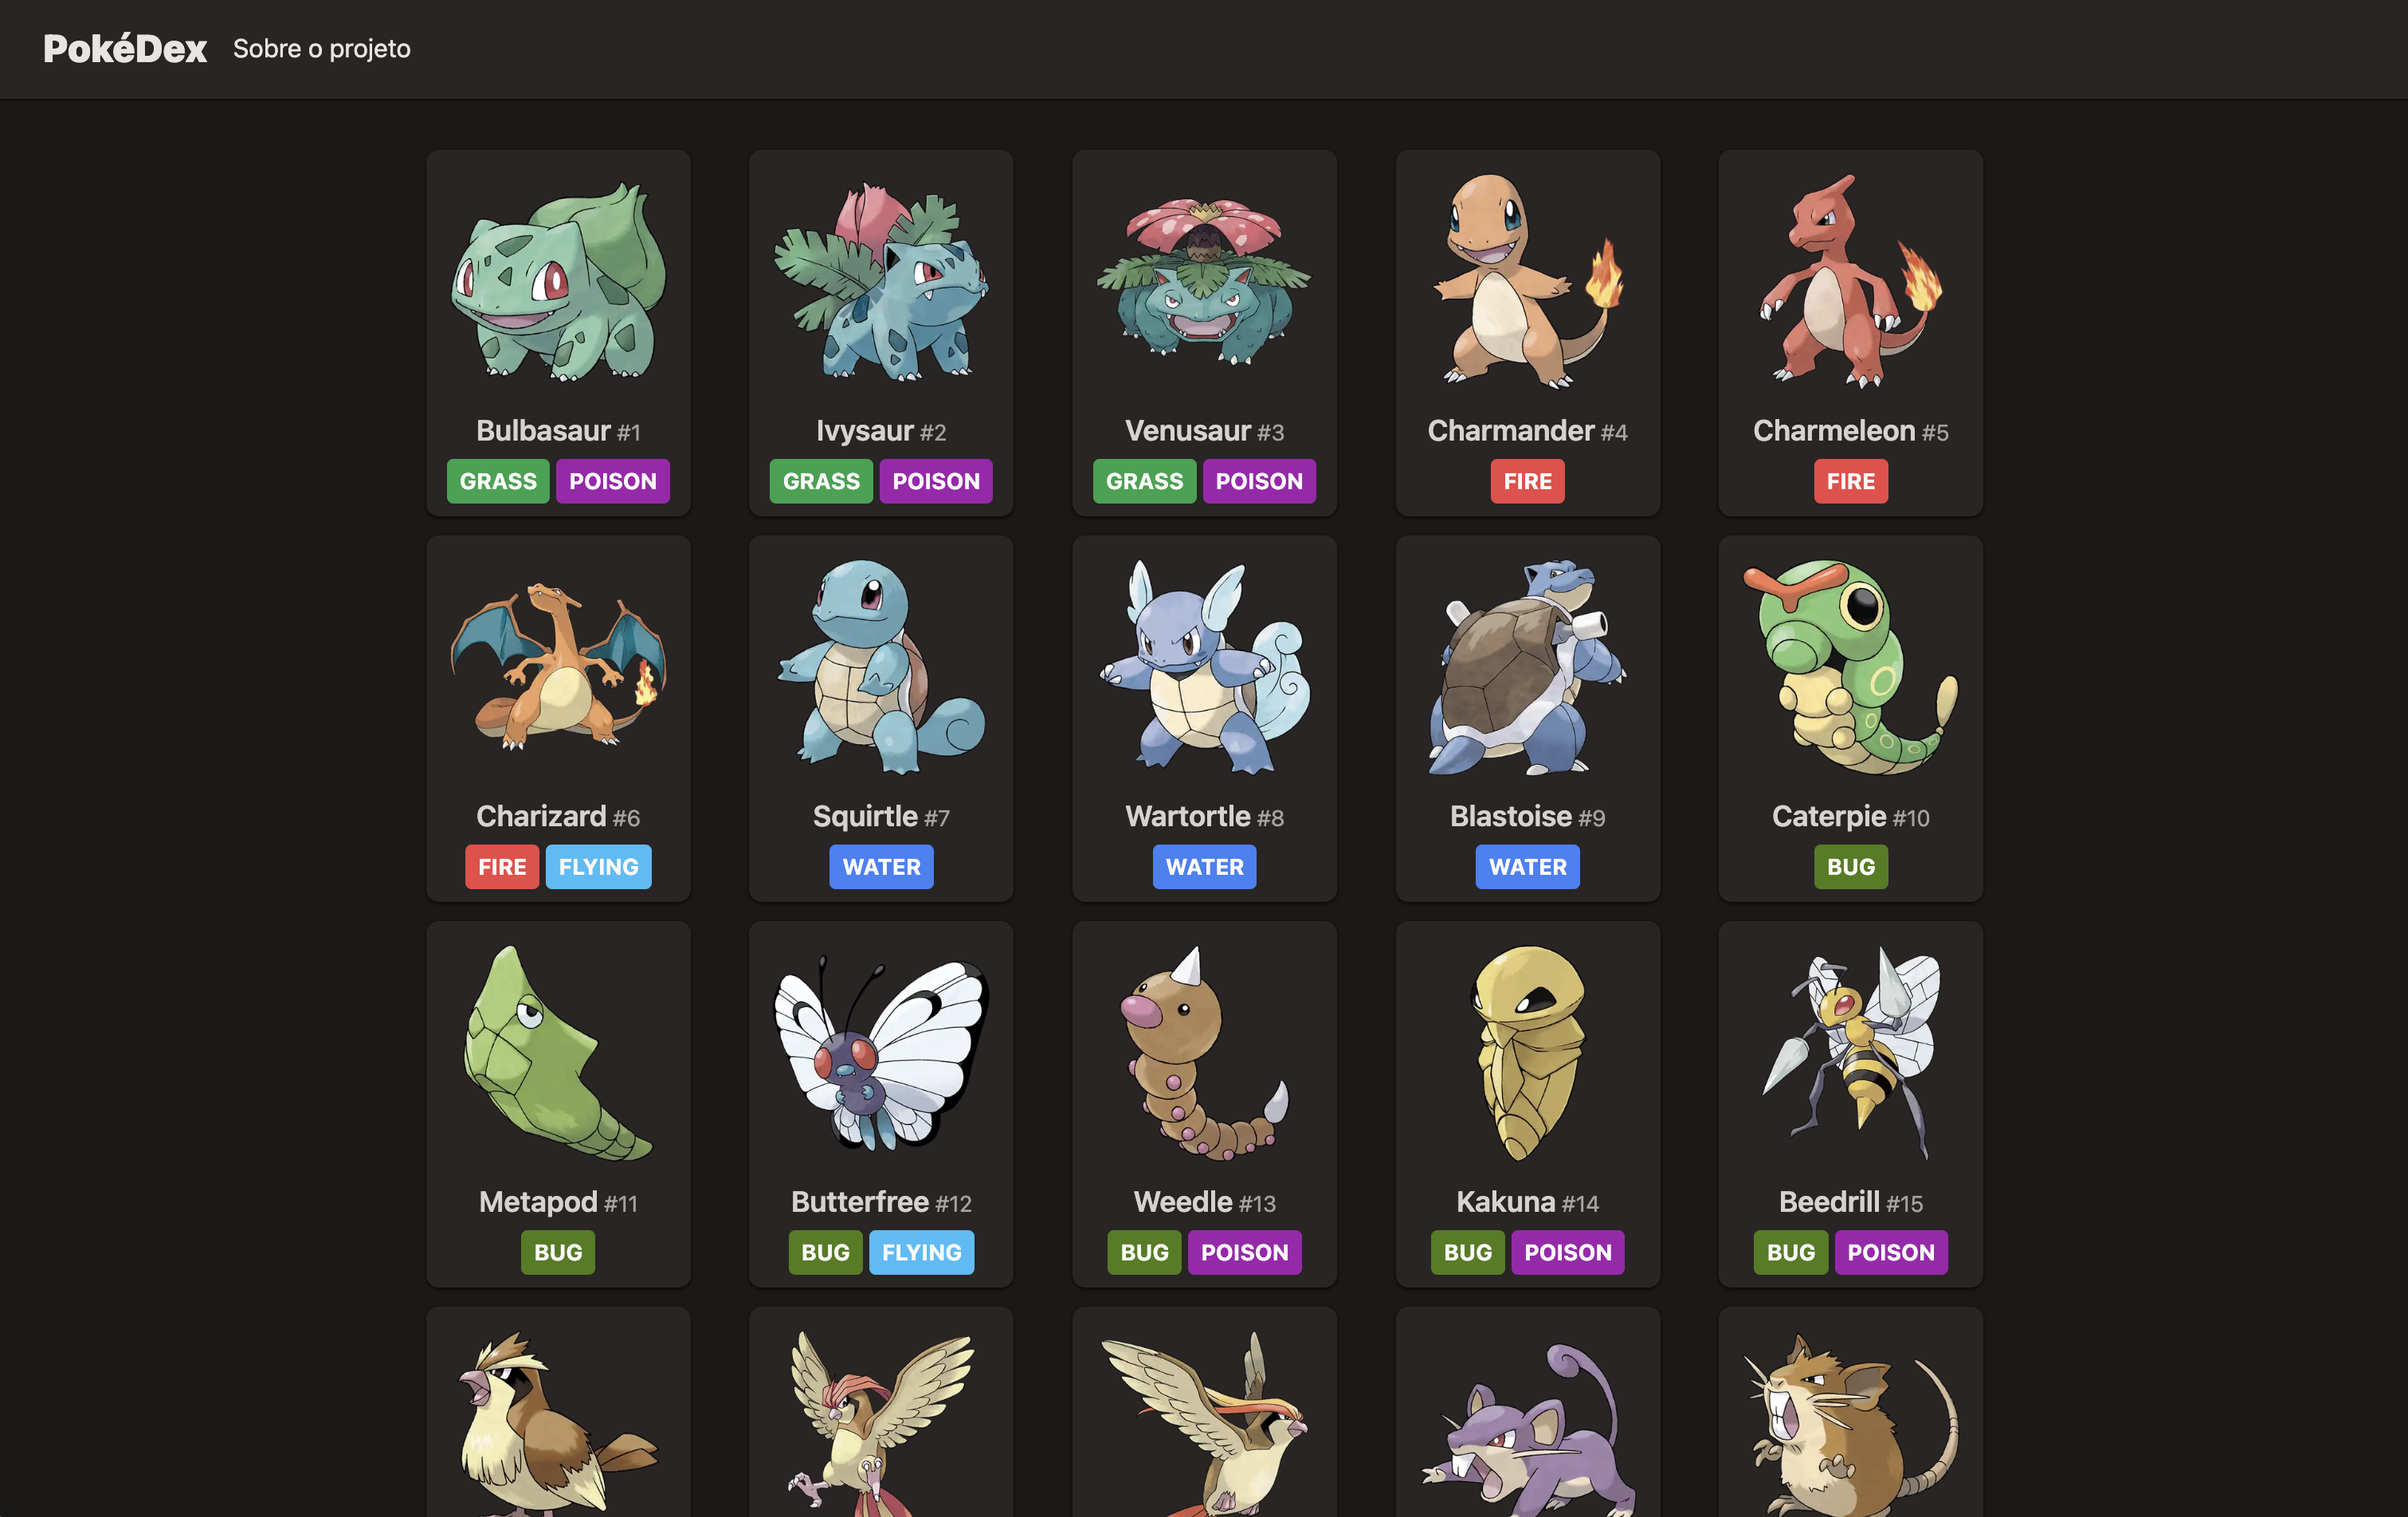 PokéDex Sobre o projeto
Bulbasaur #1
GRASS POISON
Ivysaur #2
GRASS POISON
Venusaur #3
GRASS POISON
Charmander #4
FIRE
Charmeleon #5
FIRE
Charizard #6
FIRE FLYING
Squirtle #7
WATER
Wartortle #8
WATER
Blastoise #9
WATER
Caterpie #10
BUG
Metapod #11
BUG
Butterfree #12
BUG FLYING
Weedle #13
BUG POISON
Kakuna #14
BUG POISON
Beedrill #15
BUG POISON